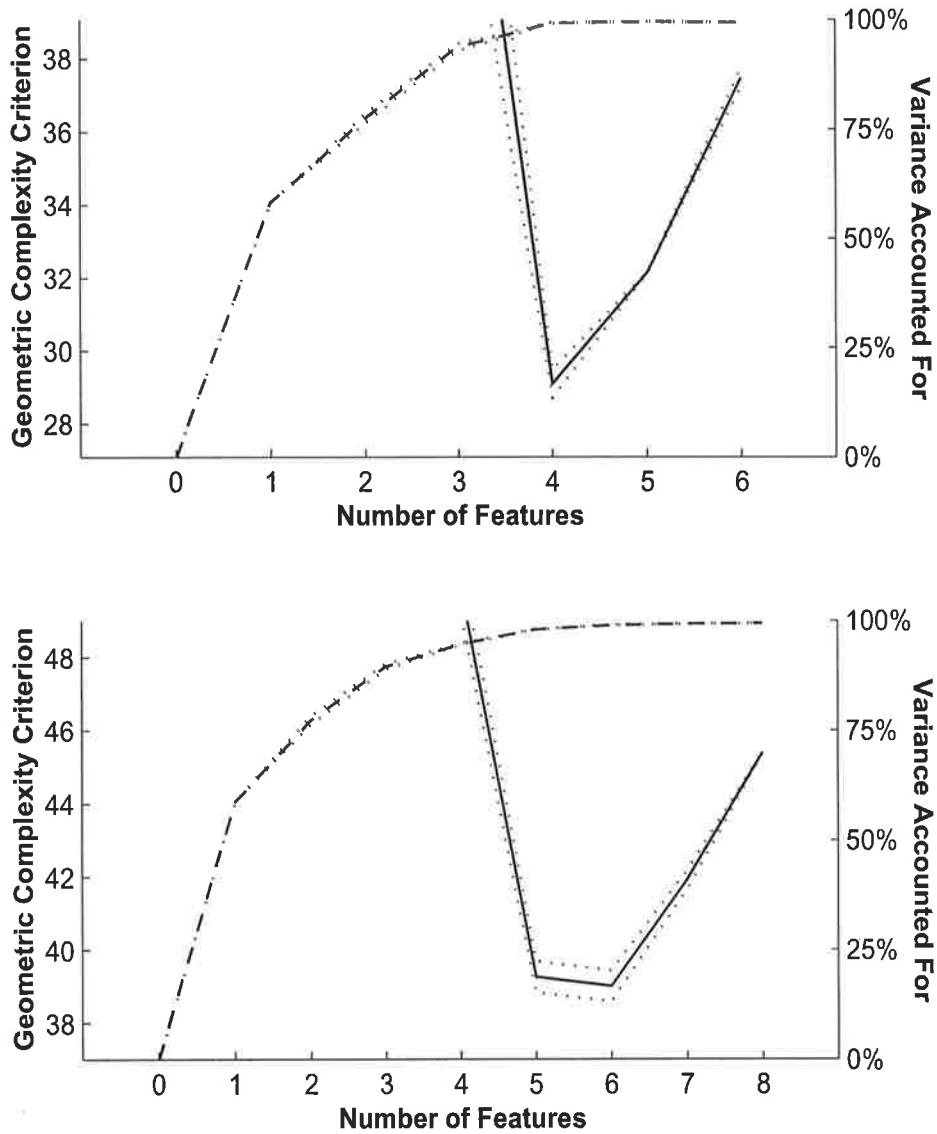 Geometric Complexity Criterion
38
36
34
32
30
28
100%
75%
50%
25%
0%
Variance Accounted For
0 1 2 3 4 5 6
Number of Features
Geometric Complexity Criterion
48
46
44
42
40
38
100%
75%
50%
25%
0%
Variance Accounted For
0 1 2 3 4 5 6 7 8
Number of Features